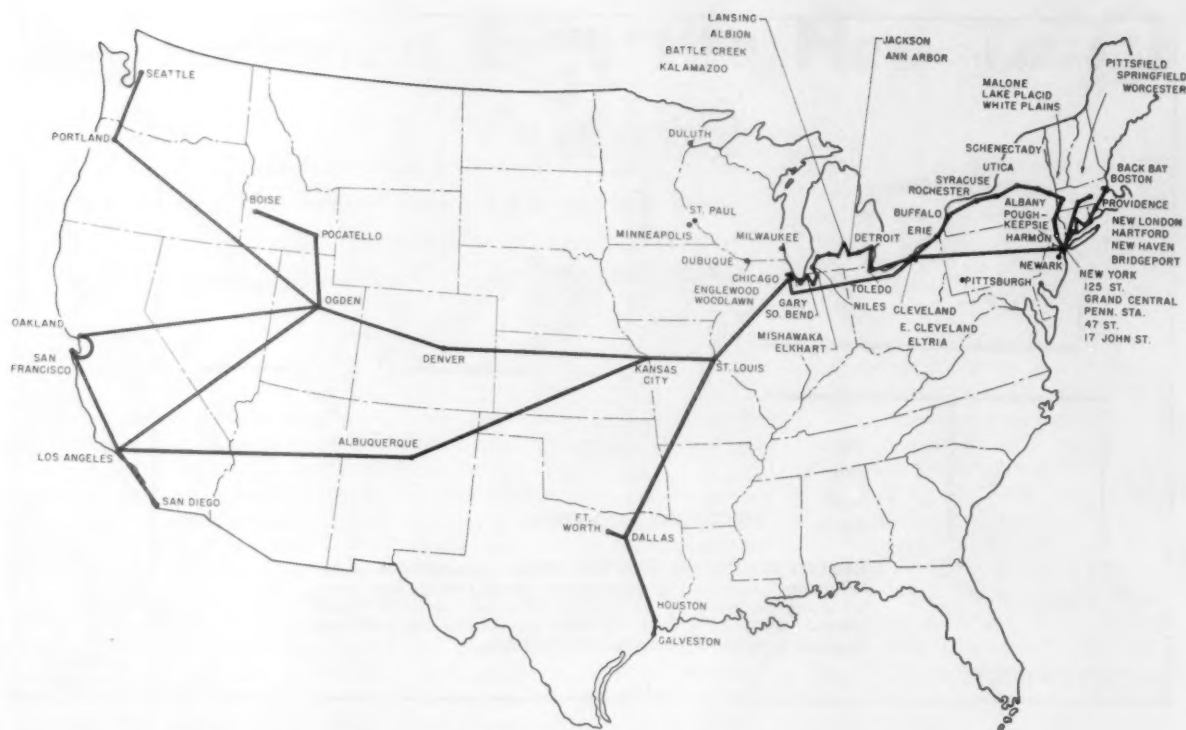 LANSING
ALBION
BATTLE CREEK
KALAMAZOO
JACKSON
ANN ARBOR
PITTSFIELD
SPRINGFIELD
WORCESTER
MALONE
LAKE PLACID
WHITE PLAINS
SEATTLE
PORTLAND
DULUTH
SCHENECTADY
UTICA
SYRACUSE
ROCHESTER
BACK BAY
BOSTON
PROVIDENCE
BOISE
POCATELLO
ST. PAUL
MINNEAPOLIS
MILWAUKEE
DETROIT
BUFFALO
ERIE
ALBANY
POUGH-
KEEPSIE
HARMON
NEW LONDON
HARTFORD
NEW HAVEN
BRIDGEPORT
DUBUQUE
CHICAGO
ENGLEWOOD
WOODLAWN
GARY
SO. BEND
TOLEDO
NILES
PITTSBURGH
NEWARK
NEW YORK
125 ST.
GRAND CENTRAL
PENN. STA.
47 ST.
17 JOHN ST.
OGDEN
OAKLAND
SAN
FRANCISCO
DENVER
KANSAS
CITY
ST. LOUIS
MISHAWAKA
ELKHART
CLEVELAND
E. CLEVELAND
ELYRIA
LOS ANGELES
ALBUQUERQUE
SAN DIEGO
FT.
WORTH
DALLAS
HOUSTON
GALVESTON